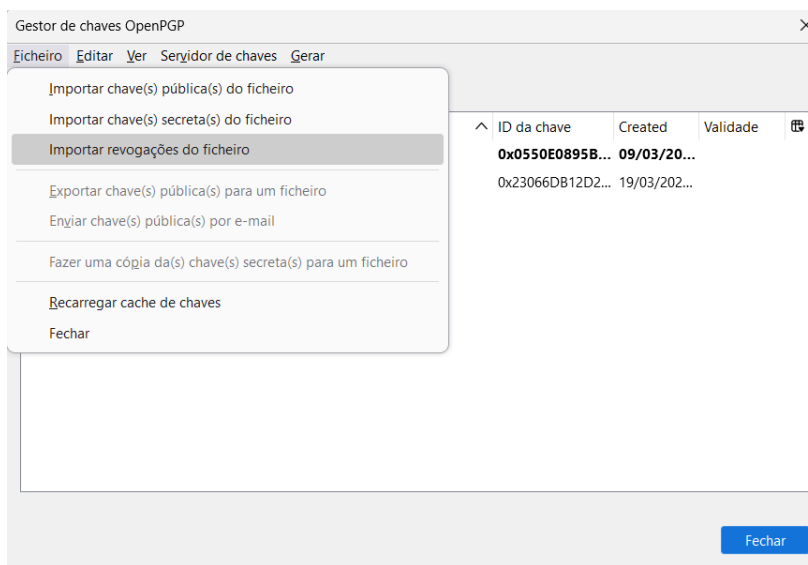 Gestor de chaves OpenPGP
Ficheiro Editar Ver Servidor de chaves Gerar
Importar chave(s) pública(s) do ficheiro
Importar chave(s) secreta(s) do ficheiro
Importar revogações do ficheiro
Exportar chave(s) pública(s) para um ficheiro
Enviar chave(s) pública(s) por e-mail
Fazer uma cópia da(s) chave(s) secreta(s) para um ficheiro
Recarregar cache de chaves
Fechar
ID da chave Created Validade
0x0550E0895B... 09/03/20...
0x23066DB12D2... 19/03/202...
Fechar